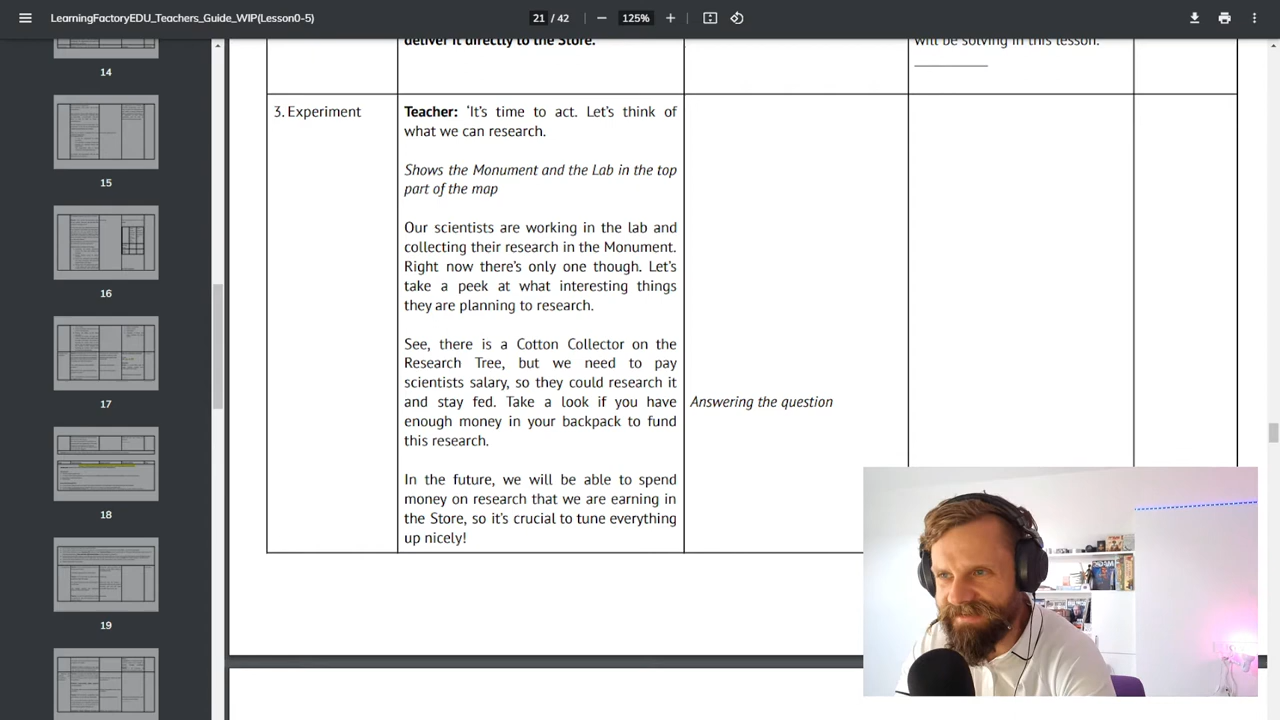 LearningFactoryEDU_Teachers_Guide_WIP(Lesson0-5)
21 / 42
125%
14
15
16
17
18
19
deliver it directly to the Store.
will be solving in this lesson.
3. Experiment
Teacher: ‘It’s time to act. Let’s think of
what we can research.
Shows the Monument and the Lab in the top
part of the map
Our scientists are working in the lab and
collecting their research in the Monument.
Right now there’s only one though. Let’s
take a peek at what interesting things
they are planning to research.
See, there is a Cotton Collector on the
Research Tree, but we need to pay
scientists salary, so they could research it
and stay fed. Take a look if you have
enough money in your backpack to fund
this research.
In the future, we will be able to spend
money on research that we are earning in
the Store, so it’s crucial to tune everything
up nicely!
Answering the question